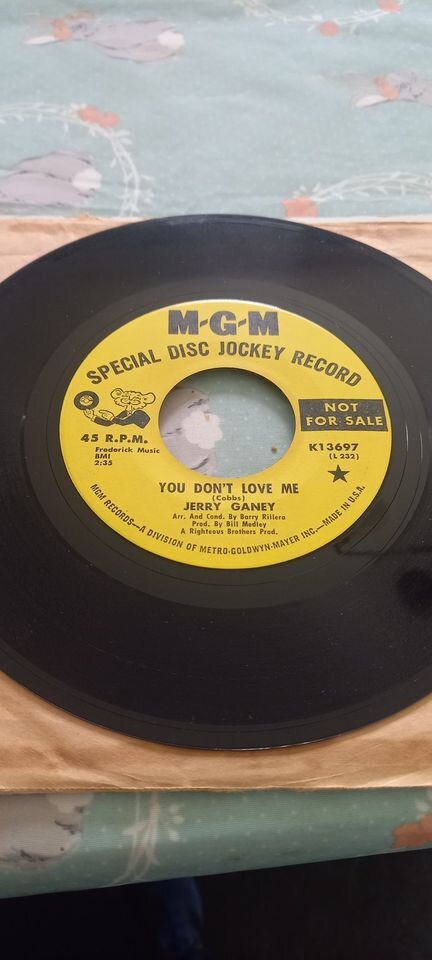 M-G-M
SPECIAL DISC JOCKEY RECORD
NOT
FOR SALE
45 R.P.M.
Frederick Music
BMI
2:35
K13697
(L 232)
YOU DON'T LOVE ME
(Cobbs)
JERRY GANEY
Arr. And Cond. By Barry Rillera
Prod. By Bill Medley
A Righteous Brothers Prod.
MGM RECORDS—A DIVISION OF METRO-GOLDWYN-MAYER INC.—MADE IN U.S.A.